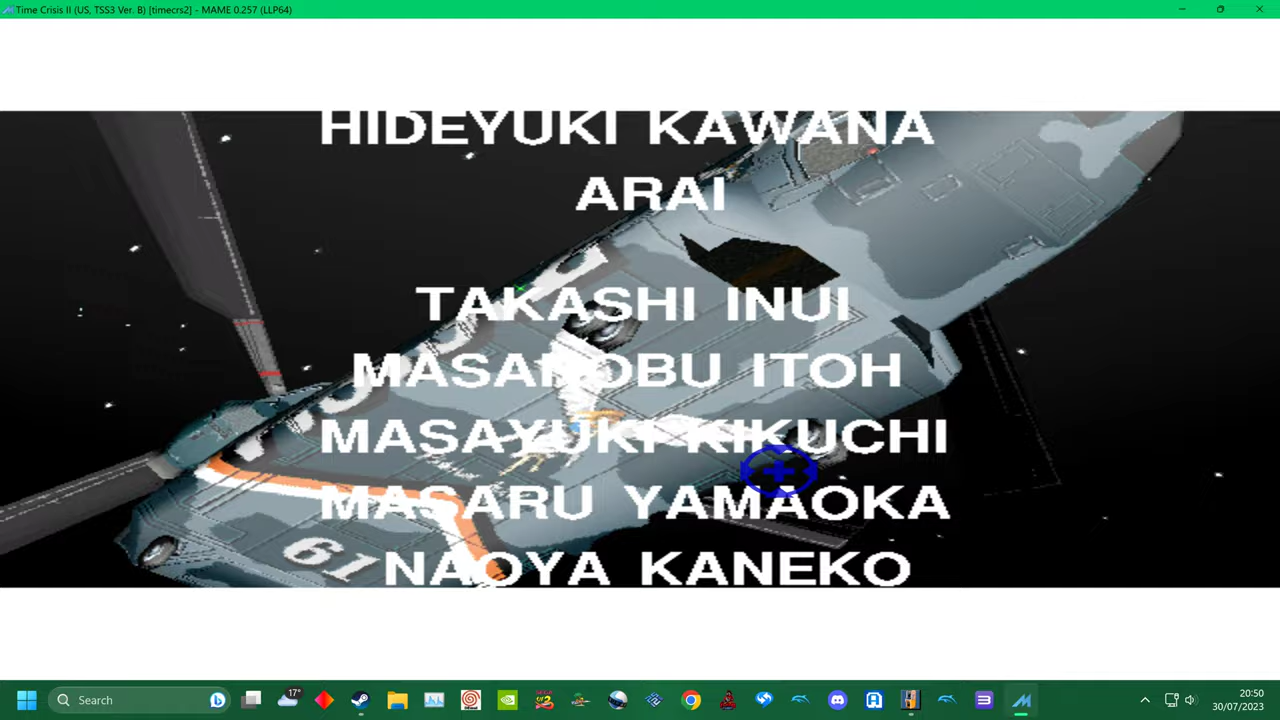 Time Crisis II (US, TSS3 Ver. B) [timecrs2] - MAME 0.257 (LLP64)
HIDEYUKI KAWANA
ARAI
TAKASHI INUI
MASANOBU ITOH
MASAYUKI KIKUCHI
MASARU YAMAOKA
NAOYA KANEKO
61
Search
17°
20:50
30/07/2023